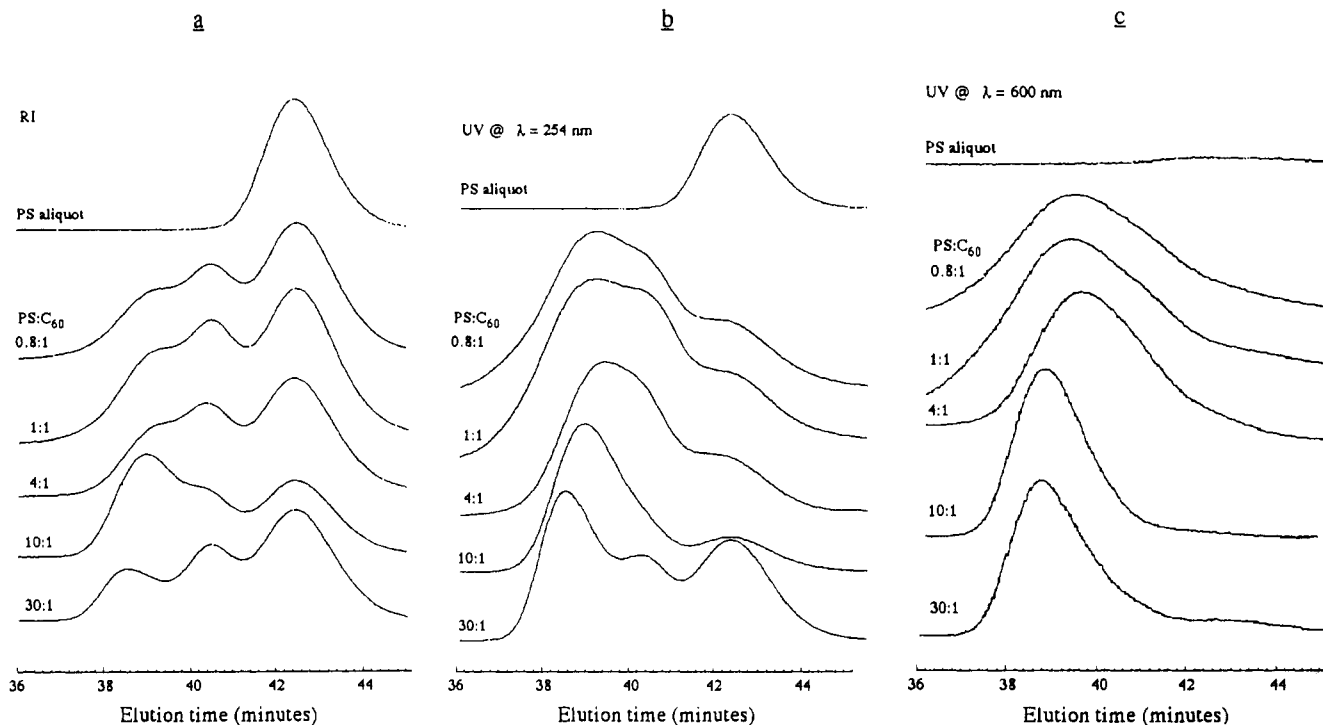 a
RI
PS aliquot
PS:C60
0.8:1
1:1
4:1
10:1
30:1
36 38 40 42 44
Elution time (minutes)
b
UV @ λ = 254 nm
PS aliquot
PS:C60
0.8:1
1:1
4:1
10:1
30:1
36 38 40 42 44
Elution time (minutes)
c
UV @ λ = 600 nm
PS aliquot
PS:C60
0.8:1
1:1
4:1
10:1
30:1
36 38 40 42 44
Elution time (minutes)